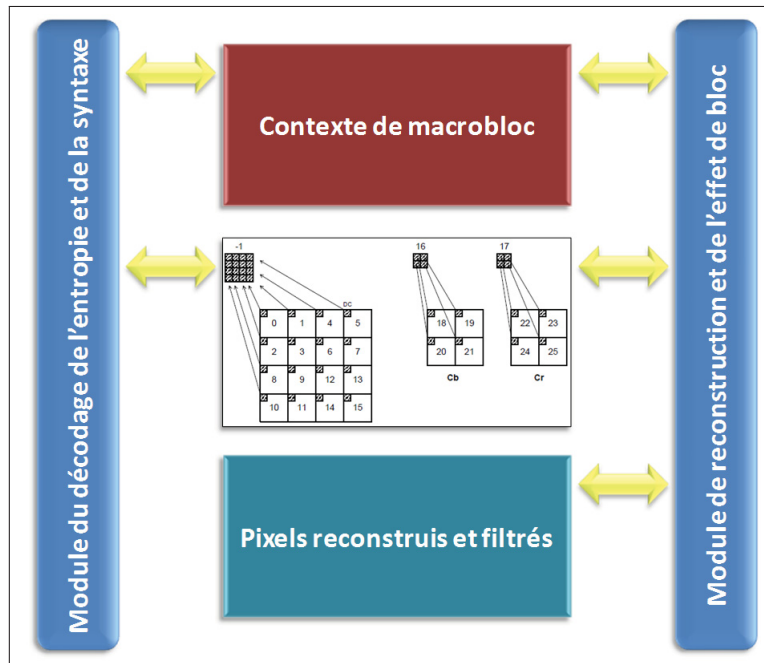 Module du décodage de l'entropie et de la syntaxe
Contexte de macrobloc
-1
16
17
DC
0 1 4 5
2 3 6 7
8 9 12 13
10 11 14 15
18 19
20 21
Cb
22 23
24 25
Cr
Pixels reconstruis et filtrés
Module de reconstruction et de l'effet de bloc